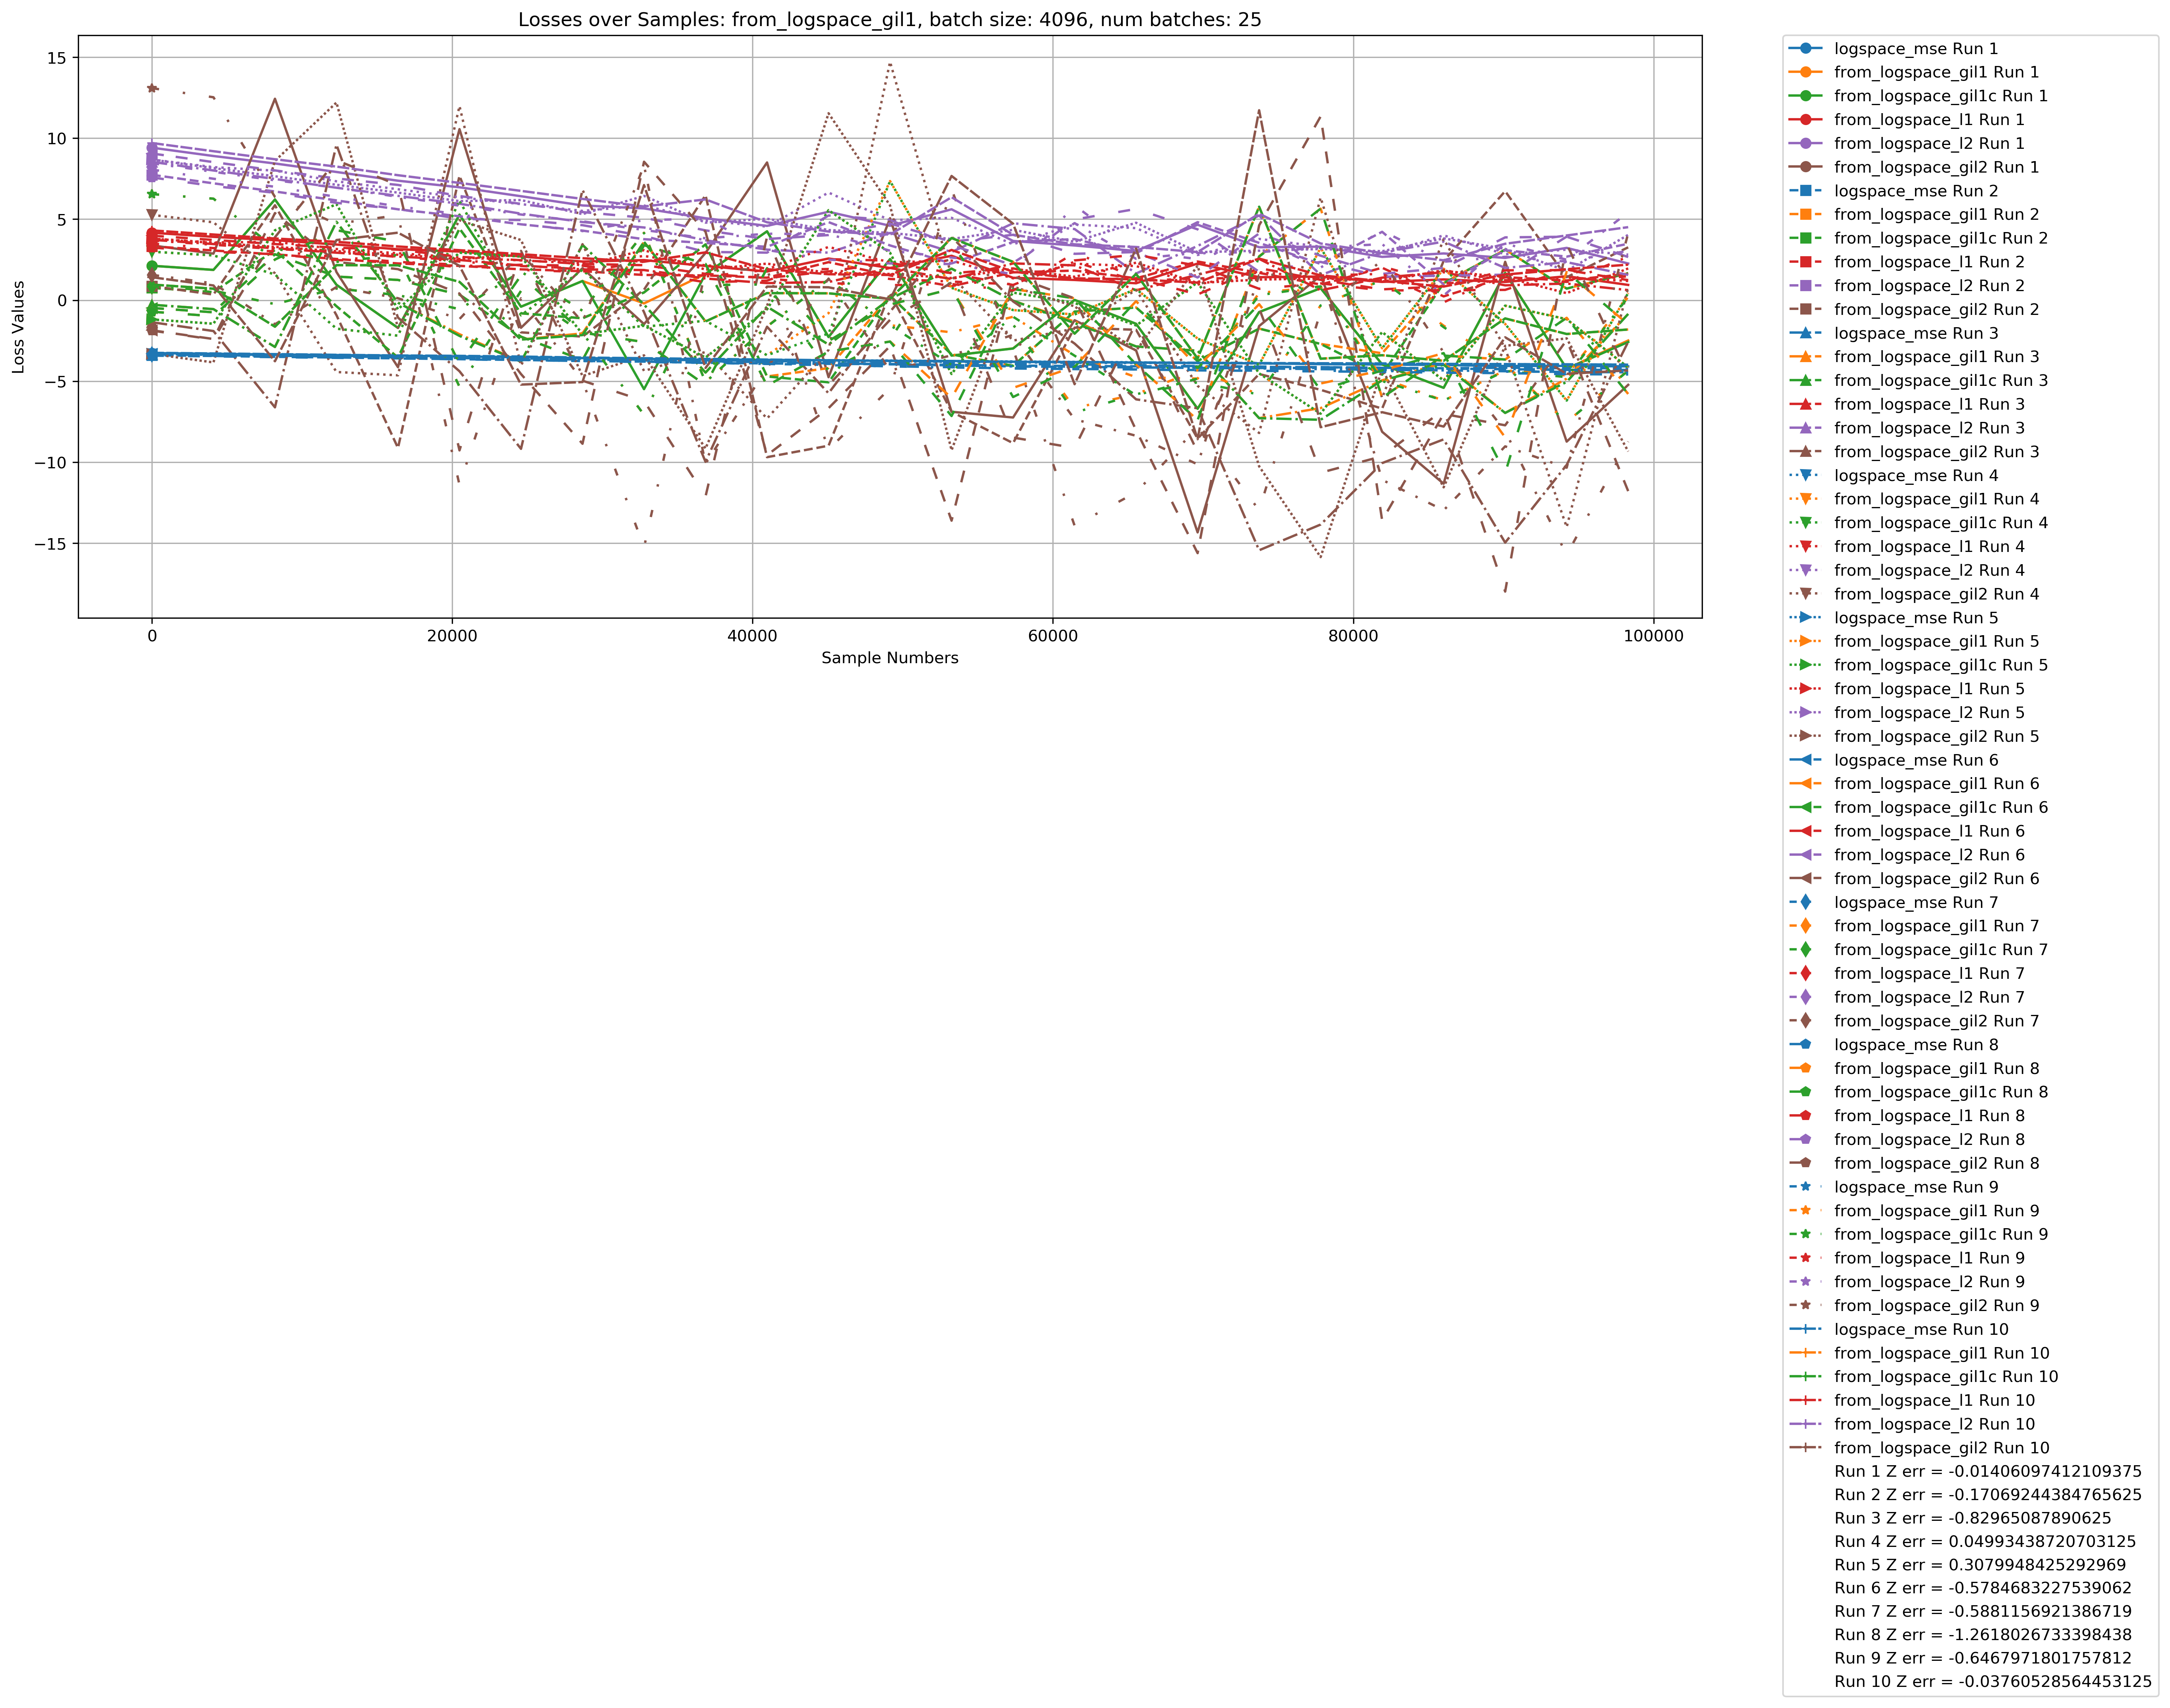 Losses over Samples: from_logspace_gil1, batch size: 4096, num batches: 25
Loss Values
15
10
5
0
−5
−10
−15
0 20000 40000 60000 80000 100000
Sample Numbers
logspace_mse Run 1
from_logspace_gil1 Run 1
from_logspace_gil1c Run 1
from_logspace_l1 Run 1
from_logspace_l2 Run 1
from_logspace_gil2 Run 1
logspace_mse Run 2
from_logspace_gil1 Run 2
from_logspace_gil1c Run 2
from_logspace_l1 Run 2
from_logspace_l2 Run 2
from_logspace_gil2 Run 2
logspace_mse Run 3
from_logspace_gil1 Run 3
from_logspace_gil1c Run 3
from_logspace_l1 Run 3
from_logspace_l2 Run 3
from_logspace_gil2 Run 3
logspace_mse Run 4
from_logspace_gil1 Run 4
from_logspace_gil1c Run 4
from_logspace_l1 Run 4
from_logspace_l2 Run 4
from_logspace_gil2 Run 4
logspace_mse Run 5
from_logspace_gil1 Run 5
from_logspace_gil1c Run 5
from_logspace_l1 Run 5
from_logspace_l2 Run 5
from_logspace_gil2 Run 5
logspace_mse Run 6
from_logspace_gil1 Run 6
from_logspace_gil1c Run 6
from_logspace_l1 Run 6
from_logspace_l2 Run 6
from_logspace_gil2 Run 6
logspace_mse Run 7
from_logspace_gil1 Run 7
from_logspace_gil1c Run 7
from_logspace_l1 Run 7
from_logspace_l2 Run 7
from_logspace_gil2 Run 7
logspace_mse Run 8
from_logspace_gil1 Run 8
from_logspace_gil1c Run 8
from_logspace_l1 Run 8
from_logspace_l2 Run 8
from_logspace_gil2 Run 8
logspace_mse Run 9
from_logspace_gil1 Run 9
from_logspace_gil1c Run 9
from_logspace_l1 Run 9
from_logspace_l2 Run 9
from_logspace_gil2 Run 9
logspace_mse Run 10
from_logspace_gil1 Run 10
from_logspace_gil1c Run 10
from_logspace_l1 Run 10
from_logspace_l2 Run 10
from_logspace_gil2 Run 10
Run 1 Z err = -0.01406097412109375
Run 2 Z err = -0.17069244384765625
Run 3 Z err = -0.82965087890625
Run 4 Z err = 0.04993438720703125
Run 5 Z err = 0.3079948425292969
Run 6 Z err = -0.5784683227539062
Run 7 Z err = -0.5881156921386719
Run 8 Z err = -1.2618026733398438
Run 9 Z err = -0.6467971801757812
Run 10 Z err = -0.03760528564453125